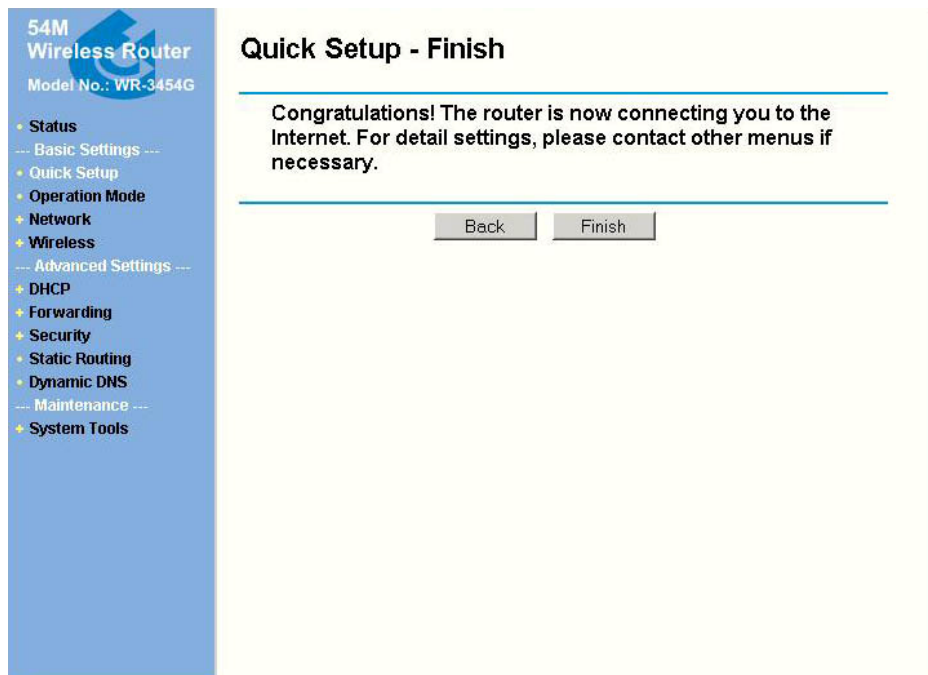 54M
Wireless Router
Model No.: WR-3454G
Status
--- Basic Settings ---
Quick Setup
Operation Mode
Network
Wireless
--- Advanced Settings ---
DHCP
Forwarding
Security
Static Routing
Dynamic DNS
--- Maintenance ---
System Tools
Quick Setup - Finish
Congratulations! The router is now connecting you to the
Internet. For detail settings, please contact other menus if
necessary.
Back Finish